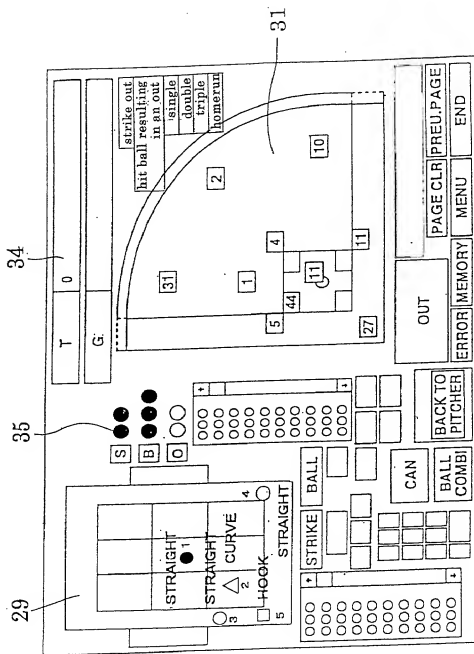 29
35
34
T 0
G
S
B
O
strike out
hit ball resulting
in an out
single
double
triple
homerun
31
STRAIGHT
1
STRAIGHT
2
CURVE
3
HOOK
4
5
STRAIGHT
31
2
1
5
4
44
11
10
27
11
STRIKE
BALL
CAN
BALL
COMBI
BACK TO
PITCHER
OUT
PAGE CLR
PREU.PAGE
ERROR
MEMORY
MENU
END